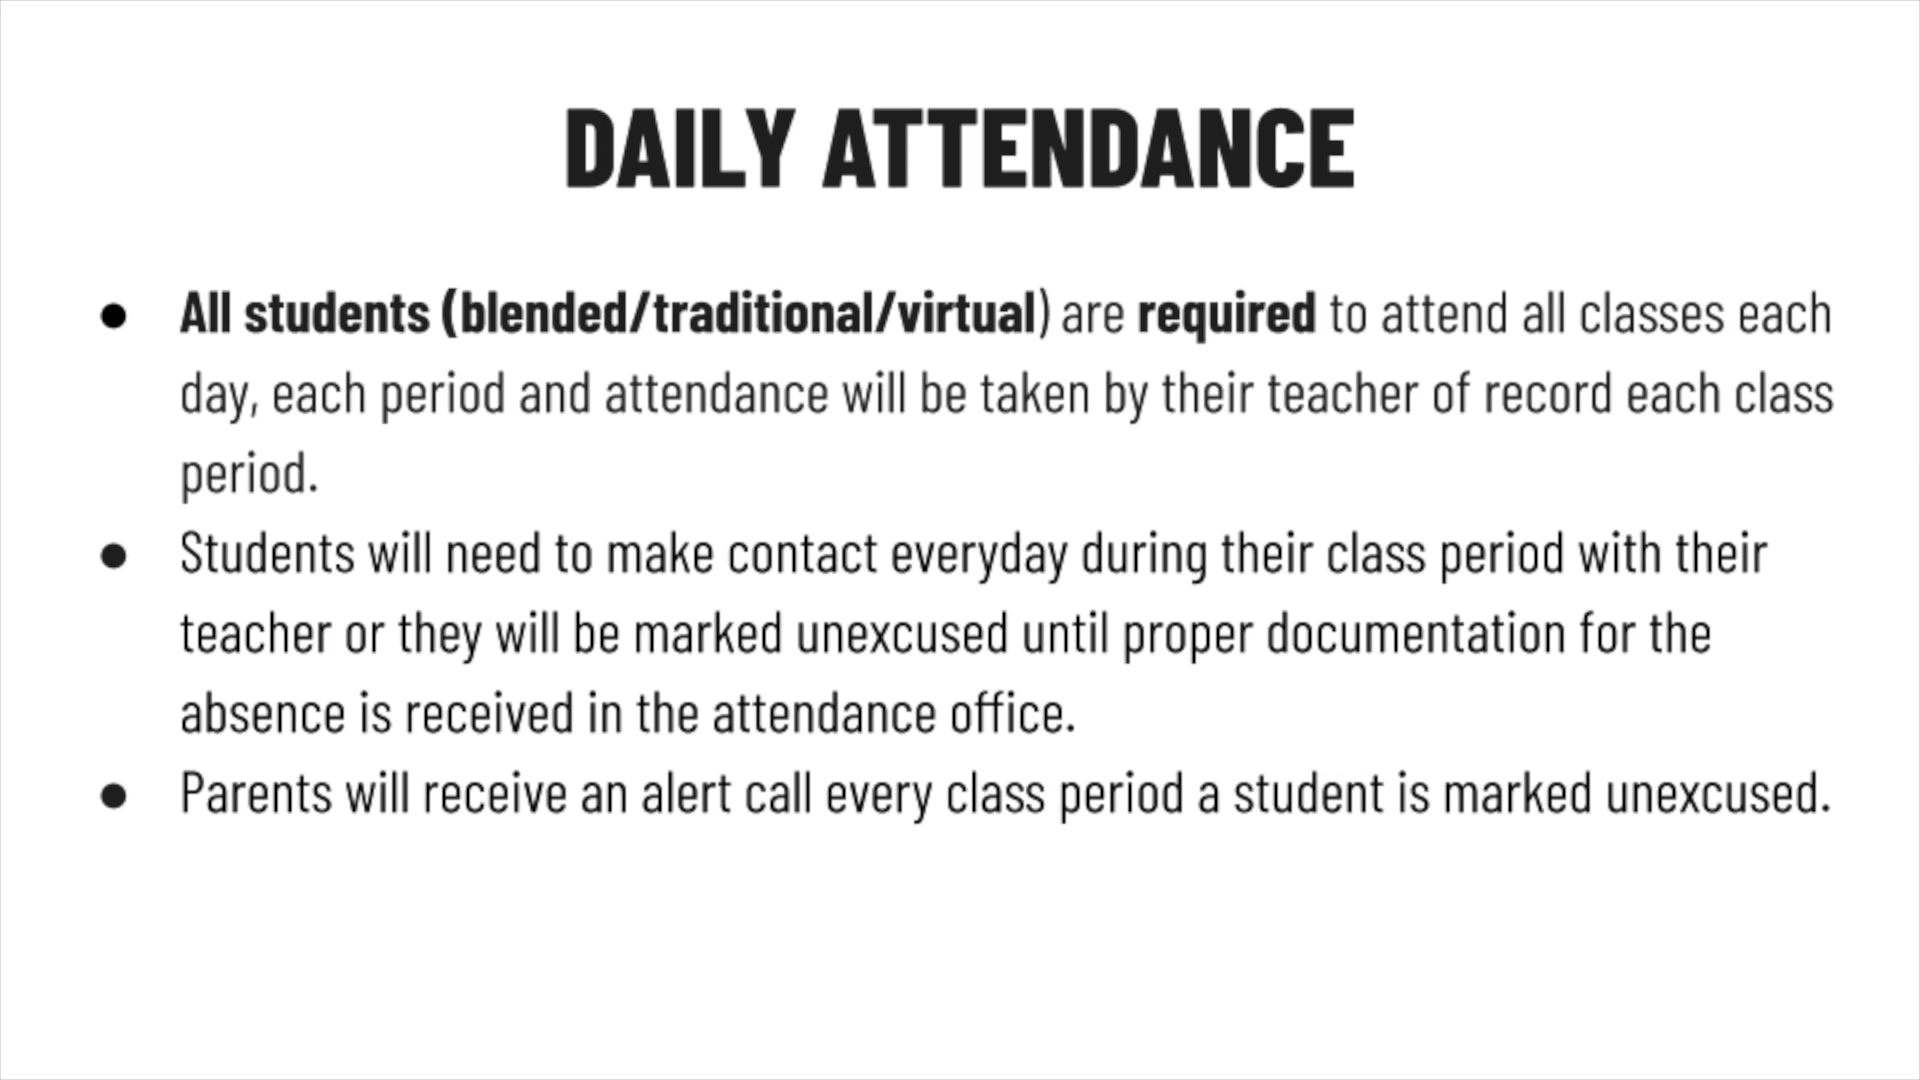 DAILY ATTENDANCE
● All students (blended/traditional/virtual) are required to attend all classes each
day, each period and attendance will be taken by their teacher of record each class
period.
● Students will need to make contact everyday during their class period with their
teacher or they will be marked unexcused until proper documentation for the
absence is received in the attendance office.
● Parents will receive an alert call every class period a student is marked unexcused.